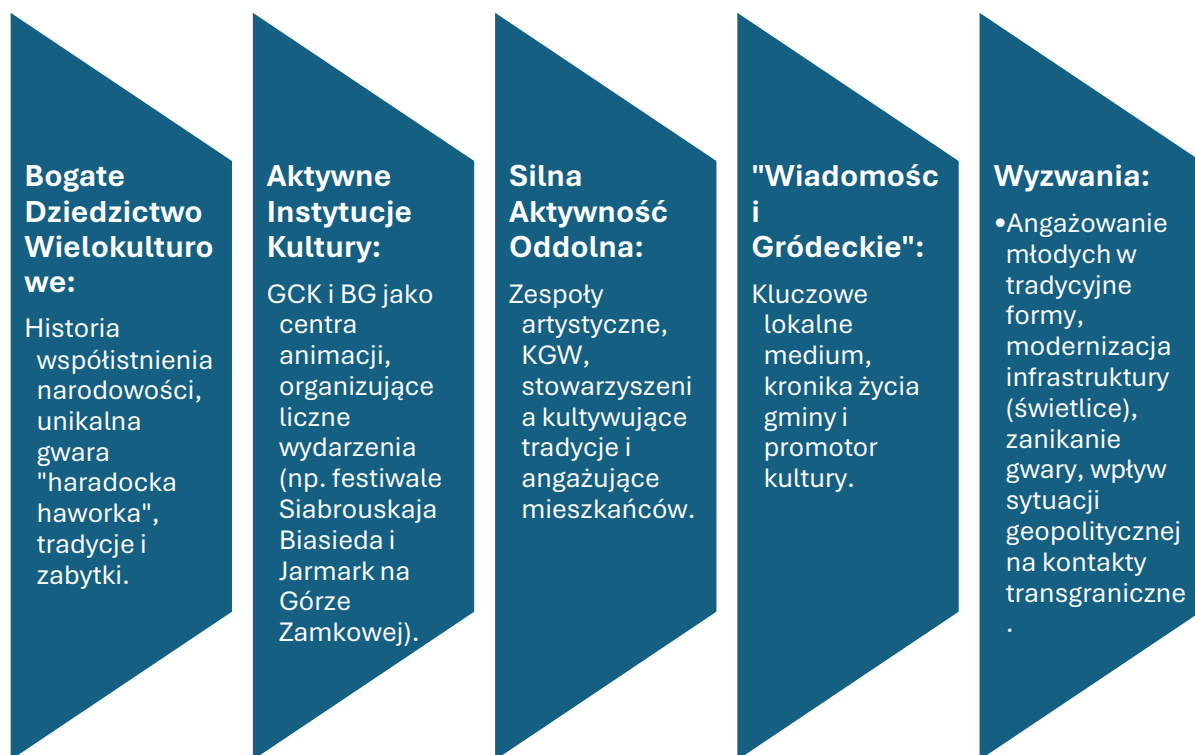 Bogate
Dziedzictwo
Wielokulturo
we:
Historia
współistnienia
narodowości,
unikalna
gwara
"haradocka
haworka",
tradycje i
zabytki.
Aktywne
Instytucje
Kultury:
GCK i BG jako
centra
animacji,
organizujące
liczne
wydarzenia
(np. festiwale
Siabrouskaja
Biasieda i
Jarmark na
Górze
Zamkowej).
Silna
Aktywność
Oddolna:
Zespoły
artystyczne,
KGW,
stowarzyszeni
a kultywujące
tradycje i
angażujące
mieszkańców.
"Wiadomośc
i
Gródeckie":
Kluczowe
lokalne
medium,
kronika życia
gminy i
promotor
kultury.
Wyzwania:
•Angażowanie
młodych w
tradycyjne
formy,
modernizacja
infrastruktury
(świetlice),
zanikanie
gwary, wpływ
sytuacji
geopolitycznej
na kontakty
transgraniczne
.